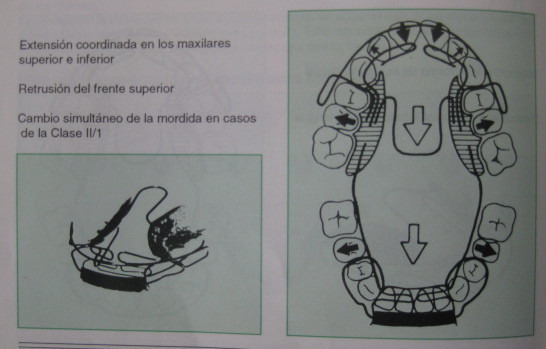 Extensión coordinada en los maxilares
superior e inferior
Retrusión del frente superior
Cambio simultáneo de la mordida en casos
de la Clase II/1